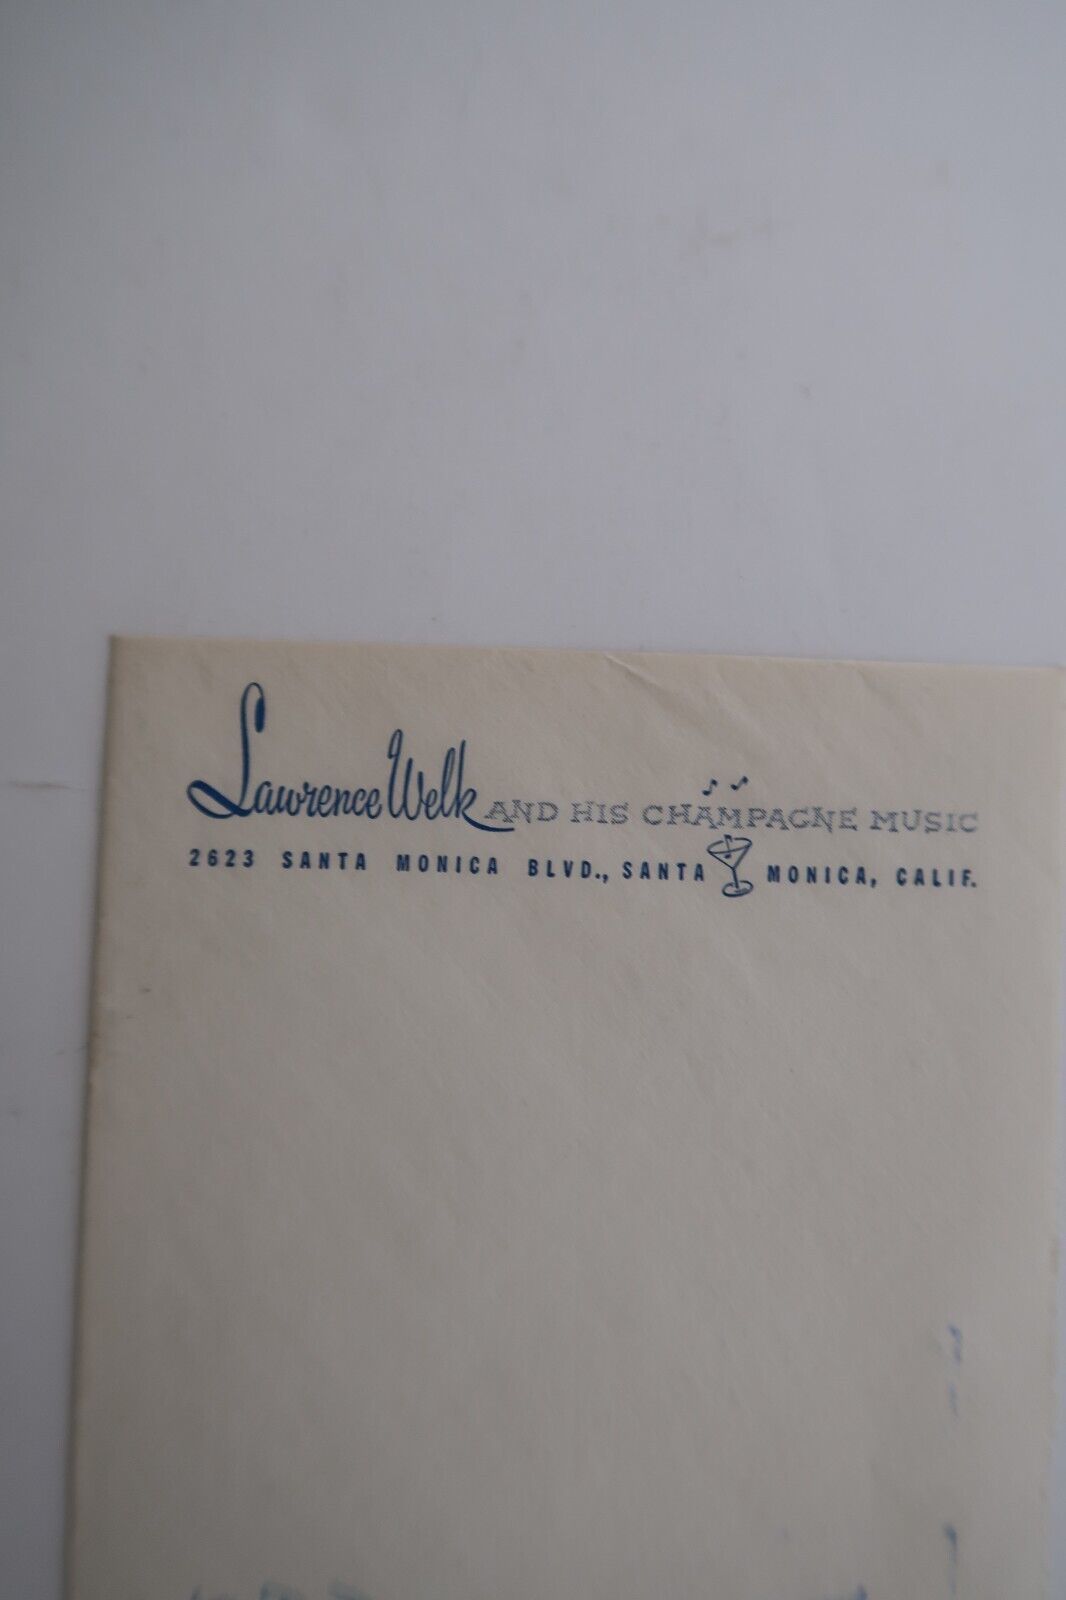 Lawrence Welk AND HIS CHAMPAGNE MUSIC
2623 SANTA MONICA BLVD., SANTA MONICA, CALIF.